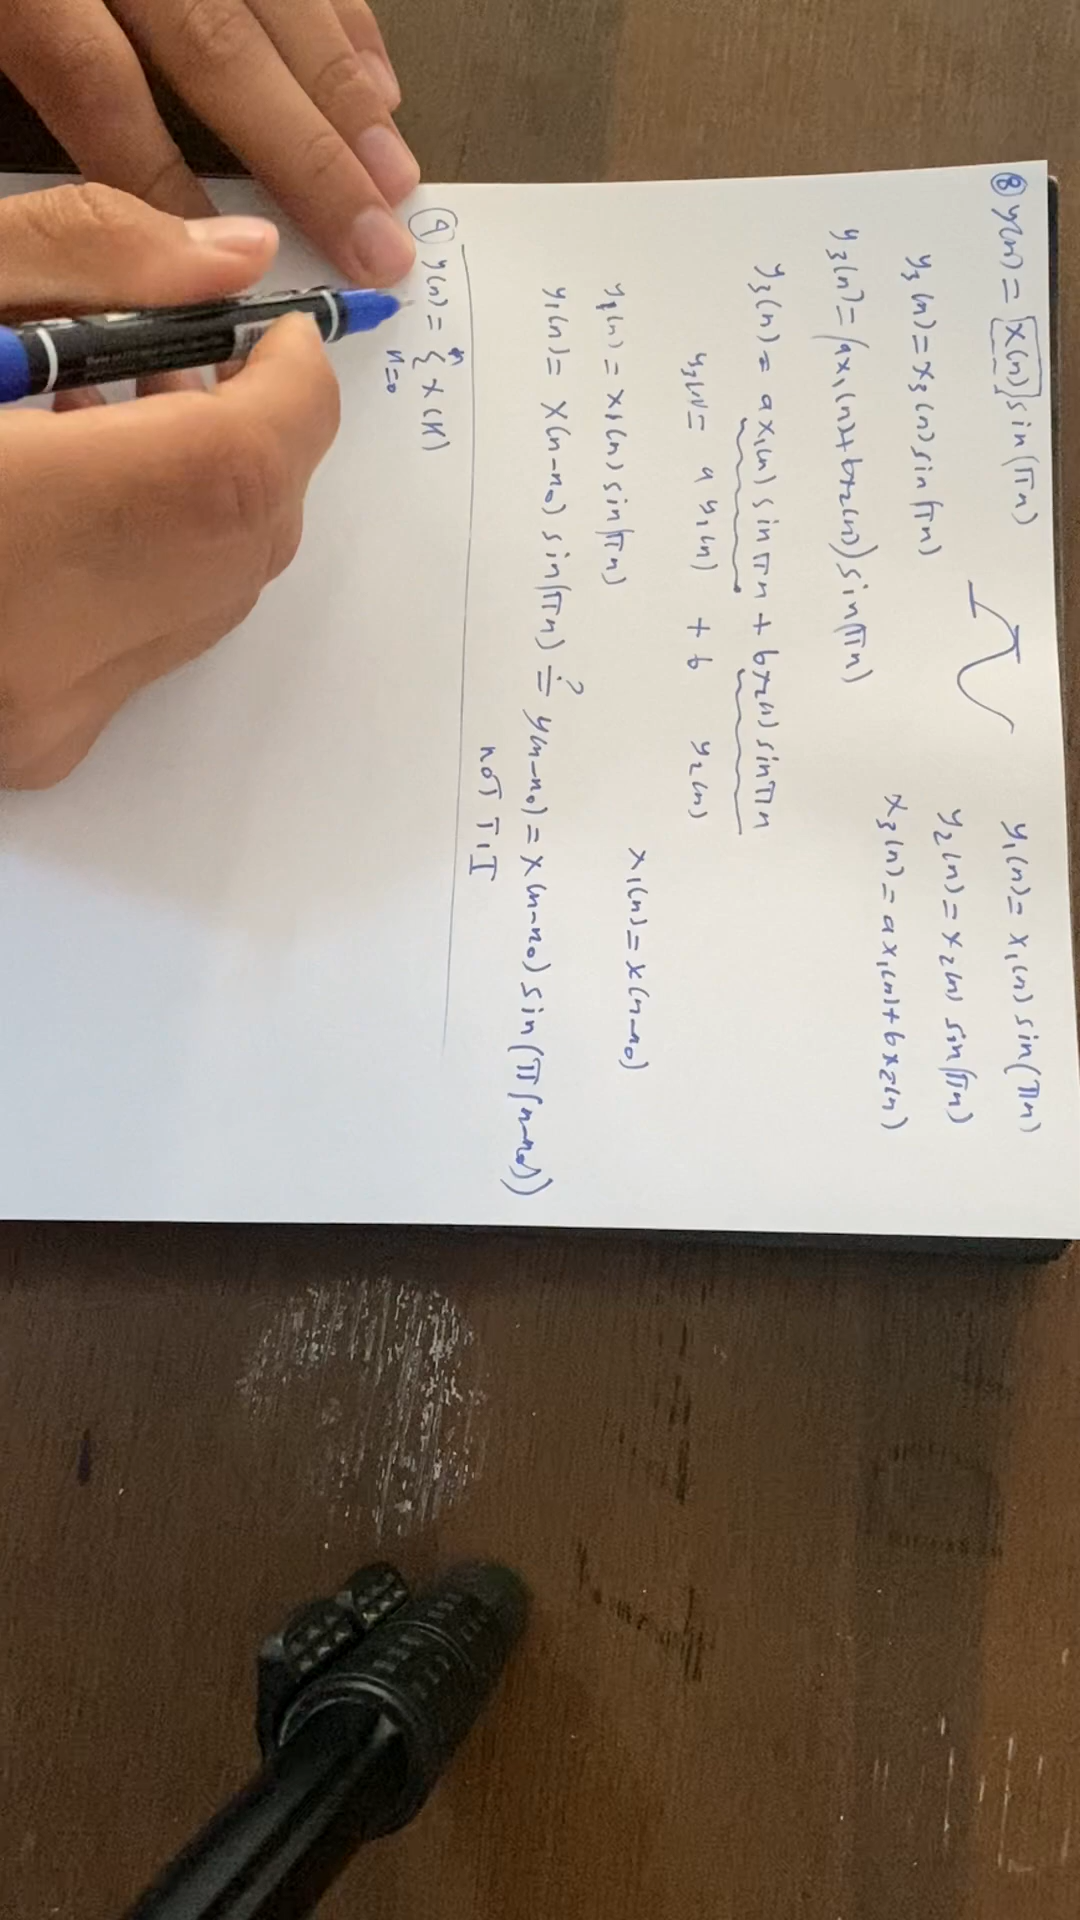 ⑧ y(n) = x(n) sin(πn)
y₁(n) = x₁(n) sin(πn)
y₂(n) = x₂(n) sin(πn)
y₃(n) = x₃(n) sin(πn)
x₃(n) = a x₁(n) + b x₂(n)
y₃(n) = (ax₁(n) + bx₂(n)) sin(πn)
y₃(n) = a x₁(n) sin πn + b x₂(n) sin πn
y₃(n) = a y₁(n) + b y₂(n)
x₁(n) = x(n-n₀)
y₁(n) = x₁(n) sin(πn)
y₁(n) = x(n-n₀) sin(πn) =? y(n-n₀) = x(n-n₀) sin(π(n-n₀))
not T.I
⑨ y(n) = { x(k)
n=0